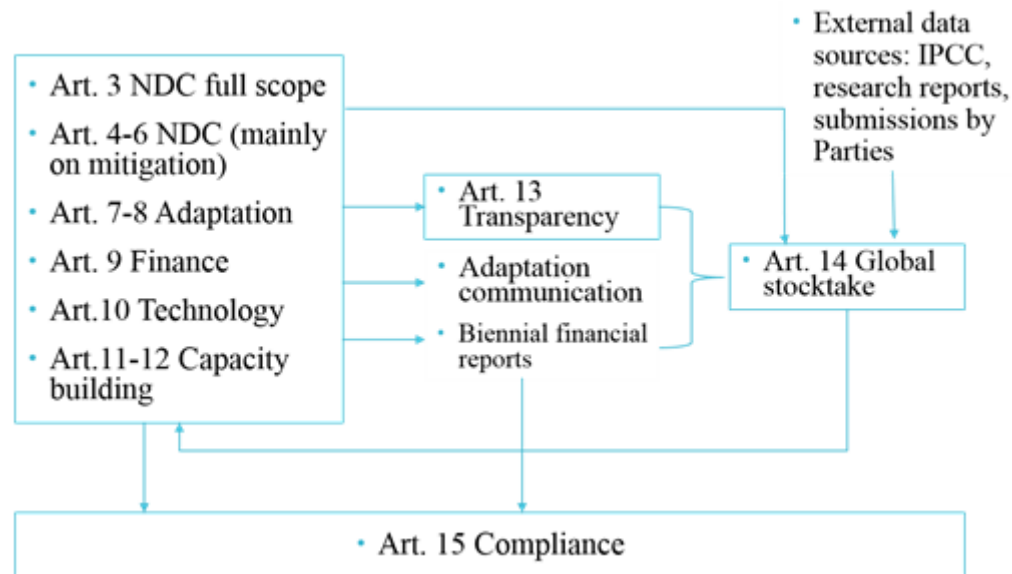 • Art. 3 NDC full scope
• Art. 4-6 NDC (mainly
on mitigation)
• Art. 7-8 Adaptation
• Art. 9 Finance
• Art.10 Technology
• Art.11-12 Capacity
building
• Art. 13
Transparency
• Adaptation
communication
• Biennial financial
reports
• External data
sources: IPCC,
research reports,
submissions by
Parties
• Art. 14 Global
stocktake
• Art. 15 Compliance